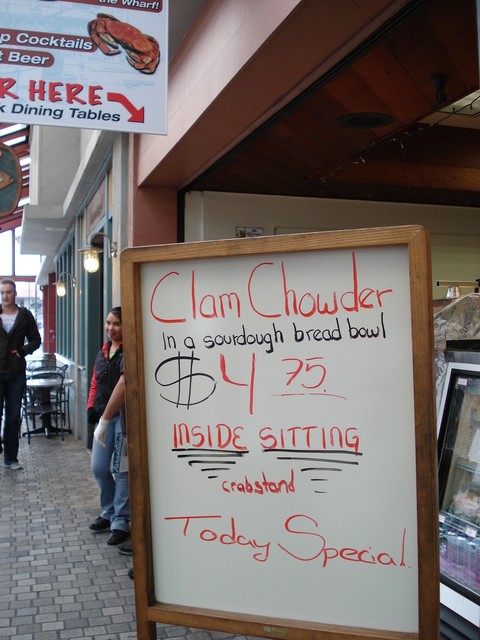 the Wharf!
Cocktails
Beer
HERE
Dining Tables
Clam Chowder
In a sourdough bread bowl
$4 75
INSIDE SITTING
crabstand
Today Special